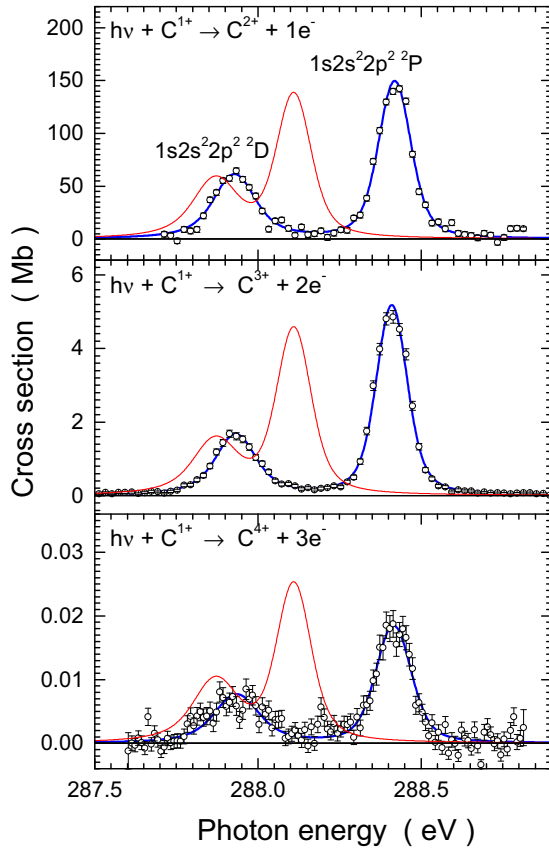 hν + C¹⁺ → C²⁺ + 1e⁻
1s2s²2p² ²P
1s2s²2p² ²D
200
150
100
50
0
hν + C¹⁺ → C³⁺ + 2e⁻
6
4
2
0
Cross section ( Mb )
hν + C¹⁺ → C⁴⁺ + 3e⁻
0.03
0.02
0.01
0.00
287.5 288.0 288.5
Photon energy ( eV )